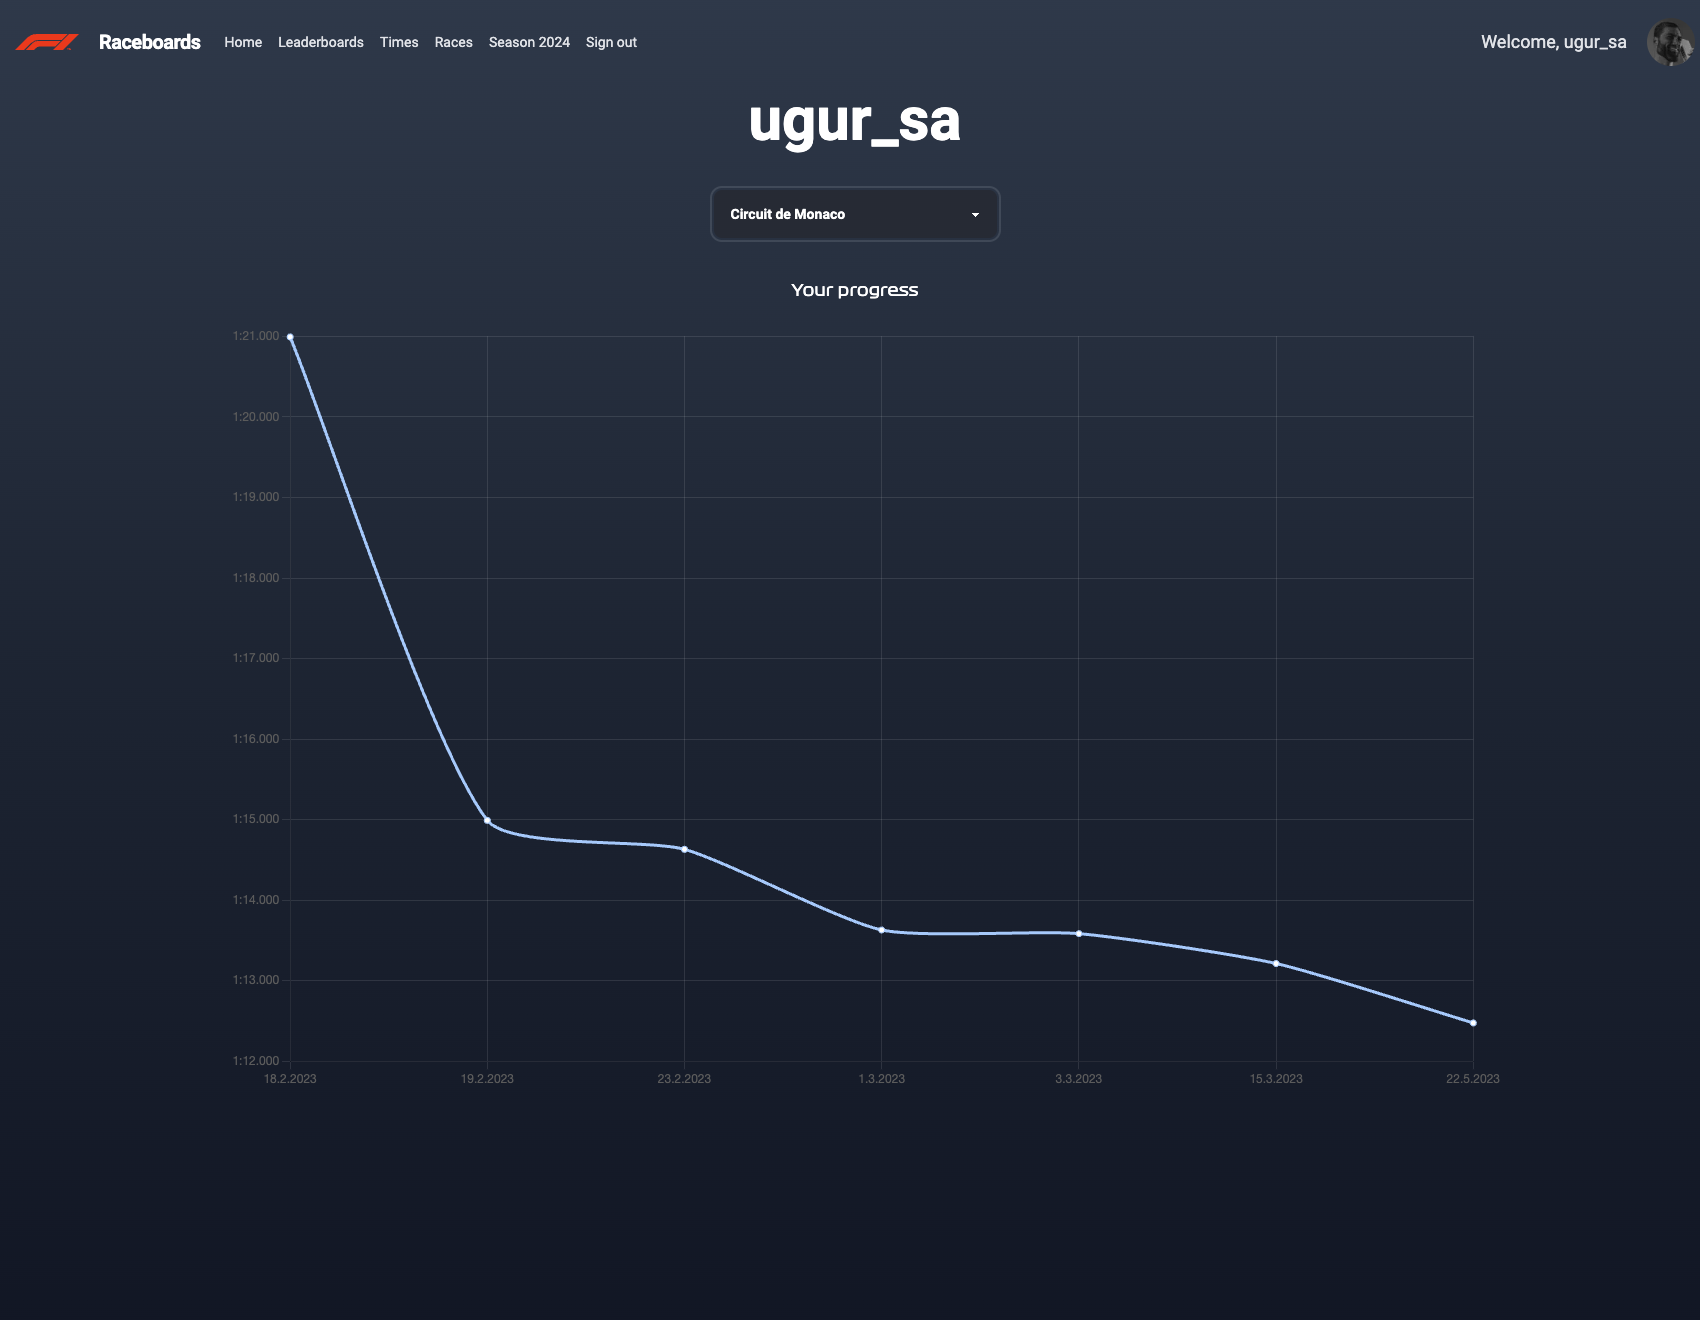 Raceboards Home Leaderboards Times Races Season 2024 Sign out Welcome, ugur_sa
ugur_sa
Circuit de Monaco
Your progress
1:21.000
1:20.000
1:19.000
1:18.000
1:17.000
1:16.000
1:15.000
1:14.000
1:13.000
1:12.000
18.2.2023 19.2.2023 23.2.2023 1.3.2023 3.3.2023 15.3.2023 22.5.2023